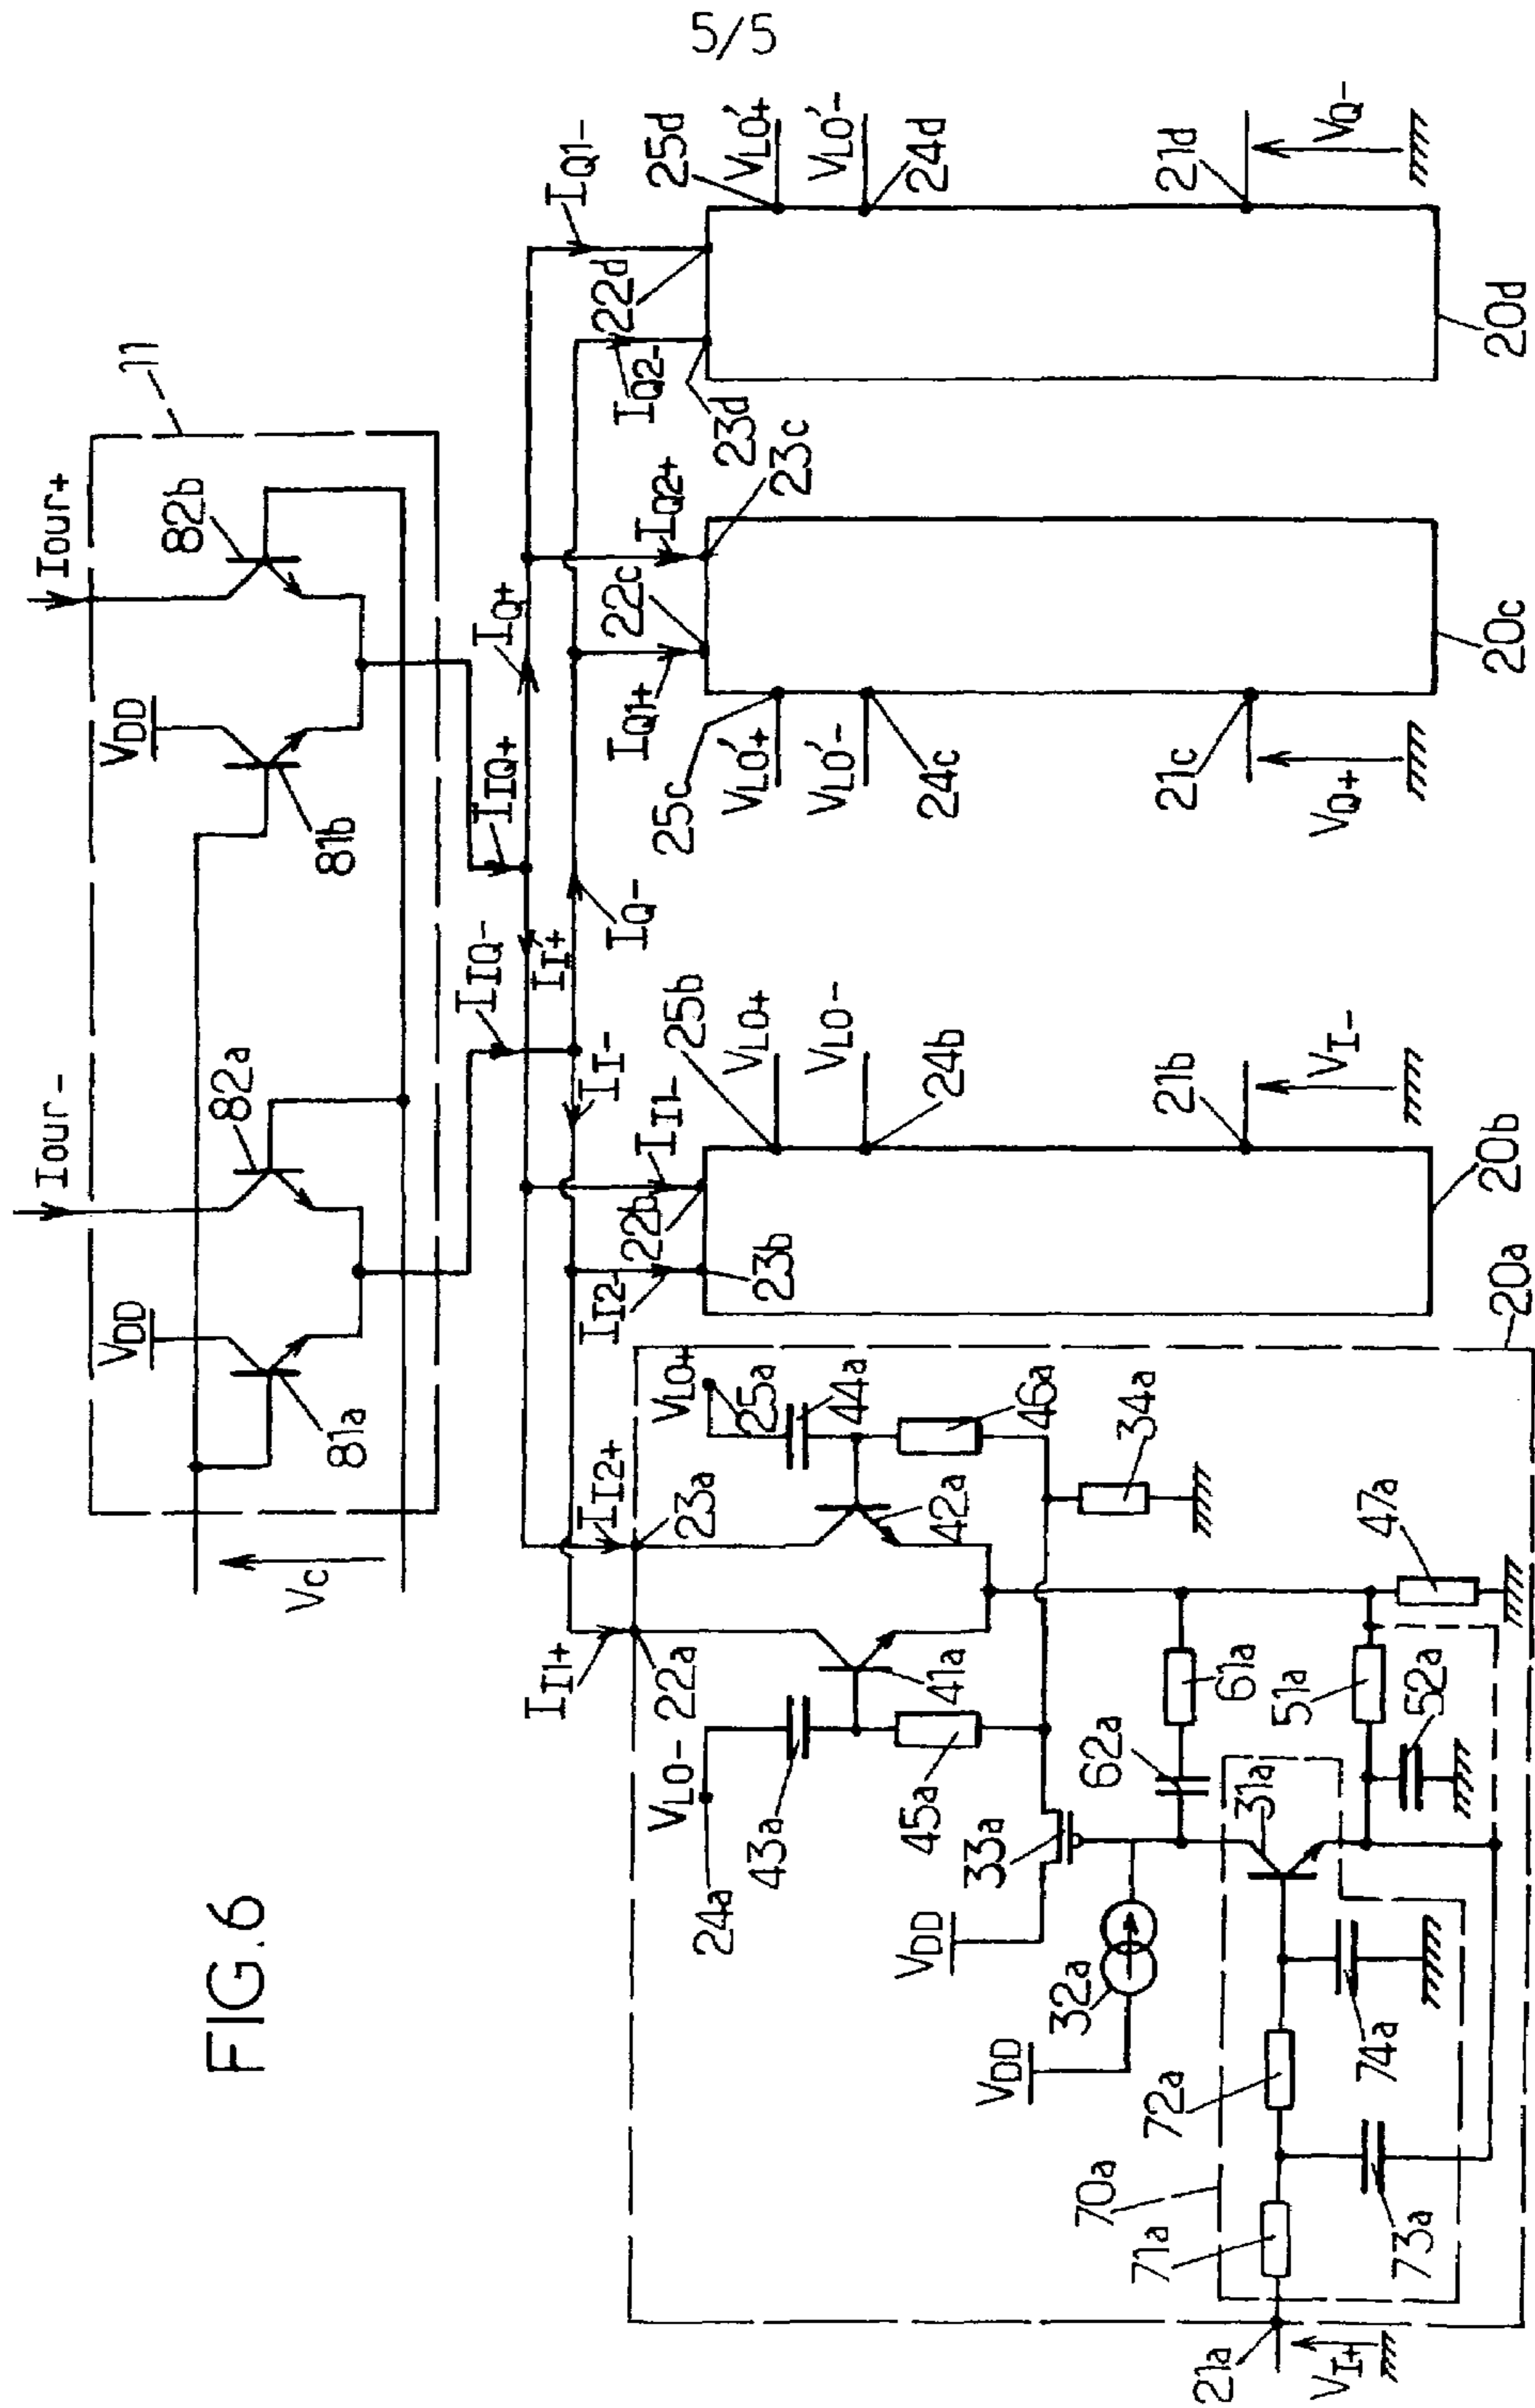 5/5
FIG.6
11
IOUT-
IOUT+
VDD
VDD
82a
82b
81a
81b
VC
IIQ-
IIQ+
II+
IQ+
II-
IQ-
II1+
II2+
II2-
II1-
IQ1+
IQ2+
IQ2-
IQ1-
22a
23a
23b
22b
22c
23c
23d
22d
VLO-
24a
VLO+
25a
43a
44a
41a
42a
45a
46a
33a
34a
VDD
VDD
32a
62a
61a
51a
52a
47a
31a
70a
71a
72a
73a
74a
21a
VI+
20a
25b
VLO+
VLO-
24b
21b
VI-
20b
25c
VLO'+
VLO'-
24c
21c
VQ+
20c
25d
VLO'+
VLO'-
24d
21d
VQ-
20d